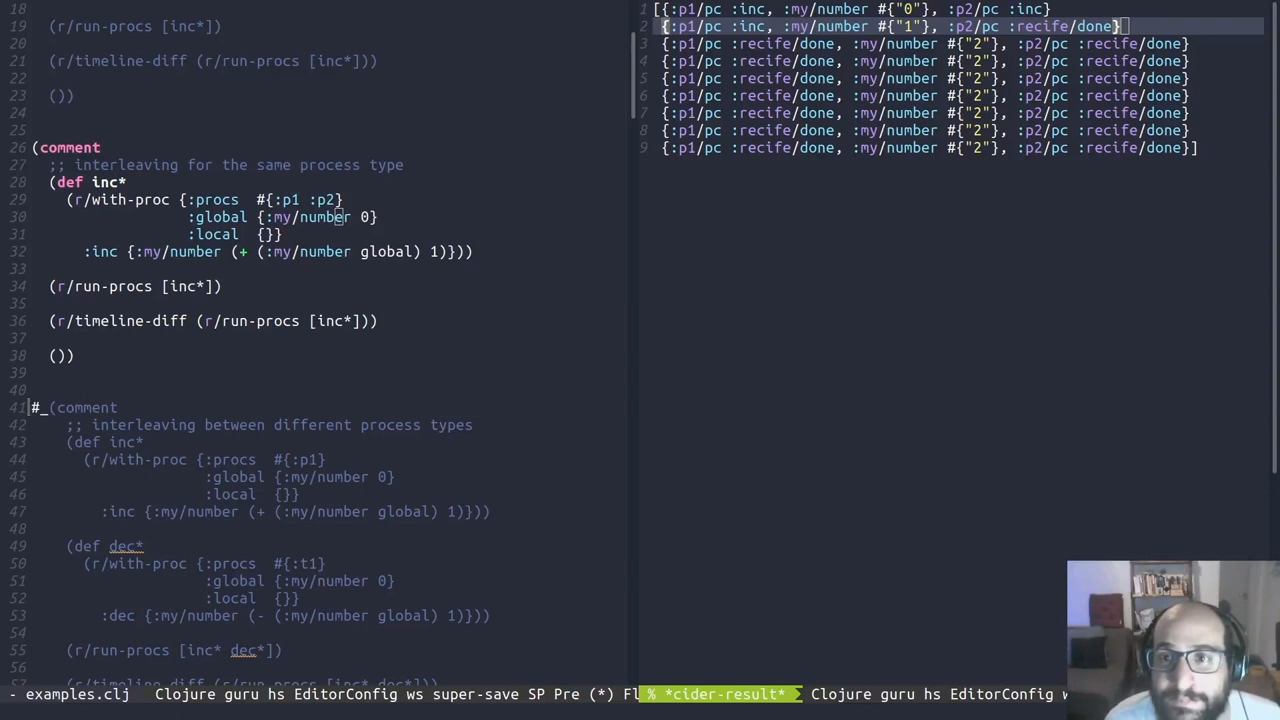 18
19 (r/run-procs [inc*])
20
21 (r/timeline-diff (r/run-procs [inc*]))
22
23 ())
24
25
26 (comment
27 ;; interleaving for the same process type
28 (def inc*
29 (r/with-proc {:procs #{:p1 :p2}
30 :global {:my/number 0}
31 :local {}}
32 :inc {:my/number (+ (:my/number global) 1)}))
33
34 (r/run-procs [inc*])
35
36 (r/timeline-diff (r/run-procs [inc*]))
37
38 ())
39
40
41 #_(comment
42 ;; interleaving between different process types
43 (def inc*
44 (r/with-proc {:procs #{:p1}
45 :global {:my/number 0}
46 :local {}}
47 :inc {:my/number (+ (:my/number global) 1)}))
48
49 (def dec*
50 (r/with-proc {:procs #{:t1}
51 :global {:my/number 0}
52 :local {}}
53 :dec {:my/number (- (:my/number global) 1)}))
54
55 (r/run-procs [inc* dec*])
56
57 (r/timeline-diff (r/run-procs [inc* dec*]))
- examples.clj Clojure guru hs EditorConfig ws super-save SP Pre (*) Fl
1 [{:p1/pc :inc, :my/number #{"0"}, :p2/pc :inc}
2 {:p1/pc :inc, :my/number #{"1"}, :p2/pc :recife/done}
3 {:p1/pc :recife/done, :my/number #{"2"}, :p2/pc :recife/done}
4 {:p1/pc :recife/done, :my/number #{"2"}, :p2/pc :recife/done}
5 {:p1/pc :recife/done, :my/number #{"2"}, :p2/pc :recife/done}
6 {:p1/pc :recife/done, :my/number #{"2"}, :p2/pc :recife/done}
7 {:p1/pc :recife/done, :my/number #{"2"}, :p2/pc :recife/done}
8 {:p1/pc :recife/done, :my/number #{"2"}, :p2/pc :recife/done}
9 {:p1/pc :recife/done, :my/number #{"2"}, :p2/pc :recife/done}]
% *cider-result* Clojure guru hs EditorConfig w